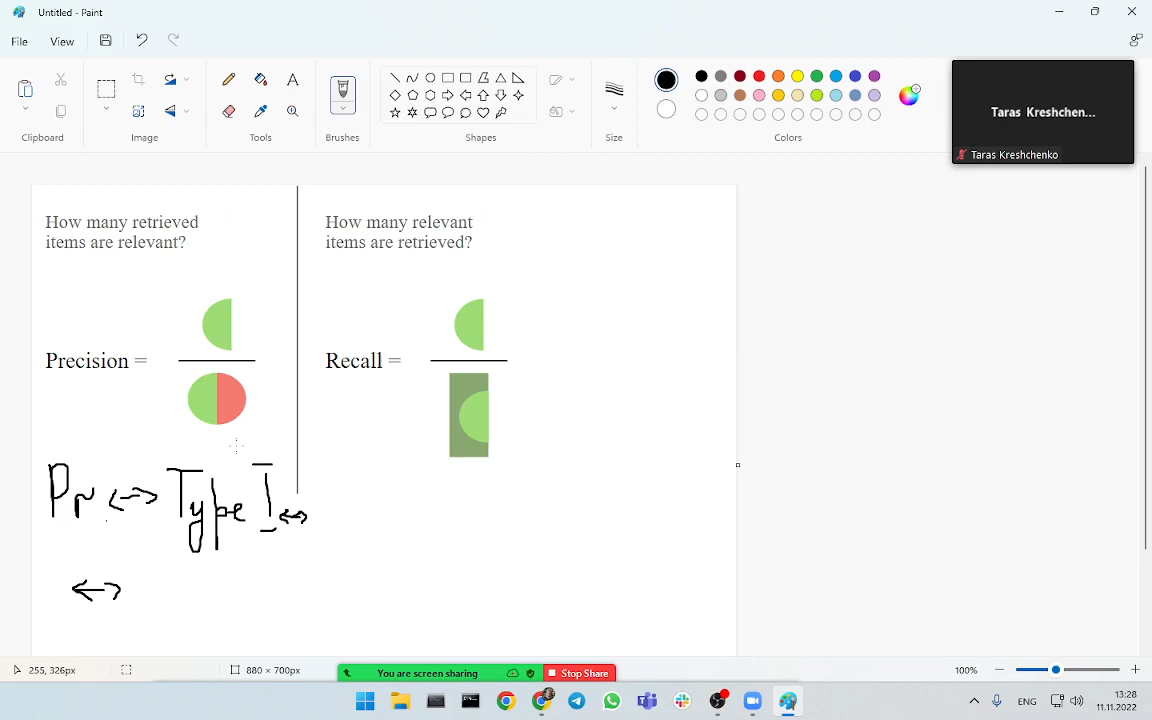 Untitled - Paint
File
View
Clipboard
Image
Tools
Brushes
Shapes
Size
Colors
Taras Kreshchen...
Taras Kreshchenko
How many retrieved
items are relevant?
How many relevant
items are retrieved?
Precision =
Recall =
Pr <-> Type I <->
<->
255, 326px
880 × 700px
You are screen sharing
Stop Share
100%
ENG
13:28
11.11.2022